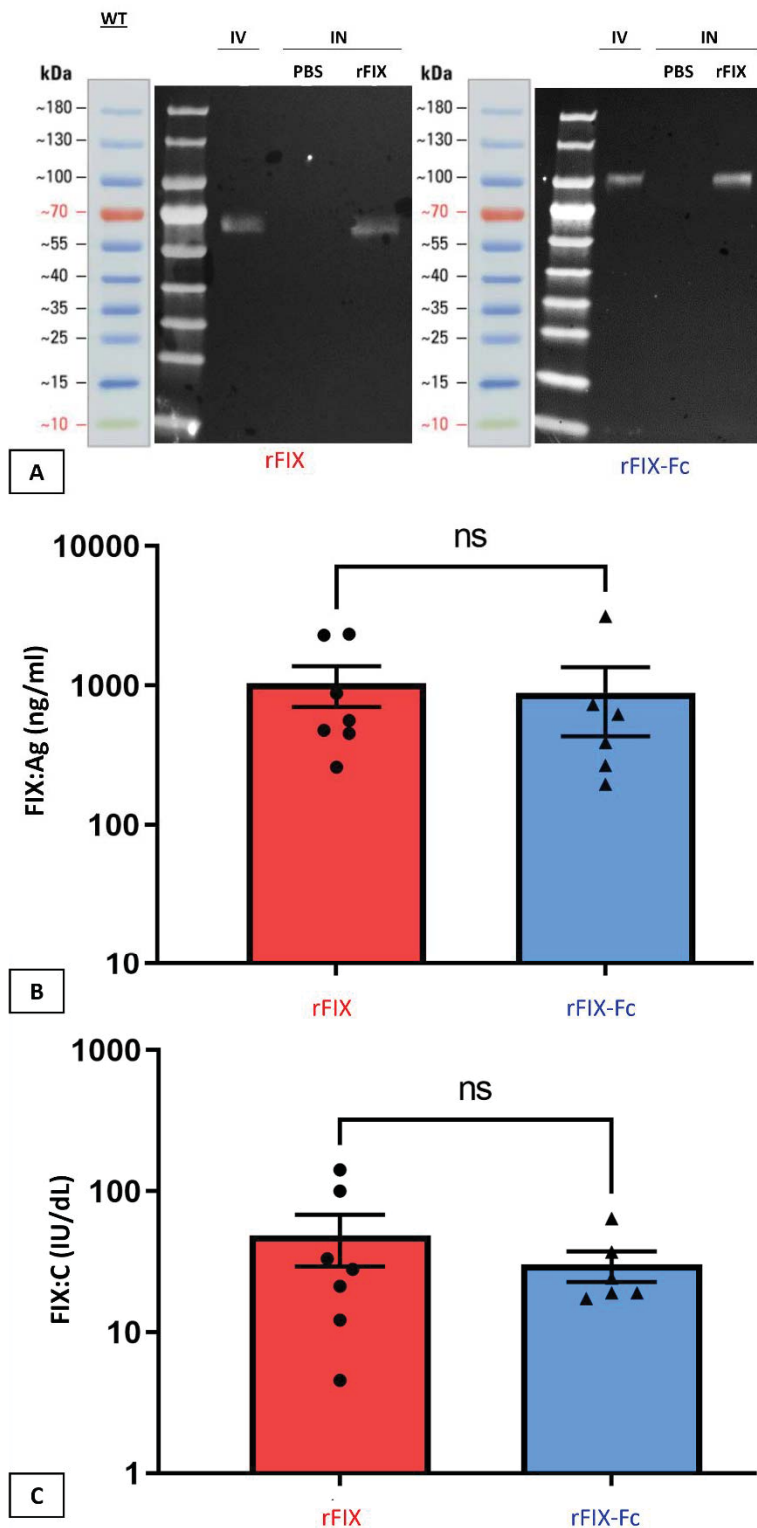 WT
IV IN
PBS rFIX
kDa
~180
~130
~100
~70
~55
~40
~35
~25
~15
~10
A
rFIX
IV IN
PBS rFIX
kDa
~180
~130
~100
~70
~55
~40
~35
~25
~15
~10
rFIX-Fc
ns
FIX:Ag (ng/ml)
10000
1000
100
10
B
rFIX rFIX-Fc
ns
FIX:C (IU/dL)
1000
100
10
1
C
rFIX rFIX-Fc